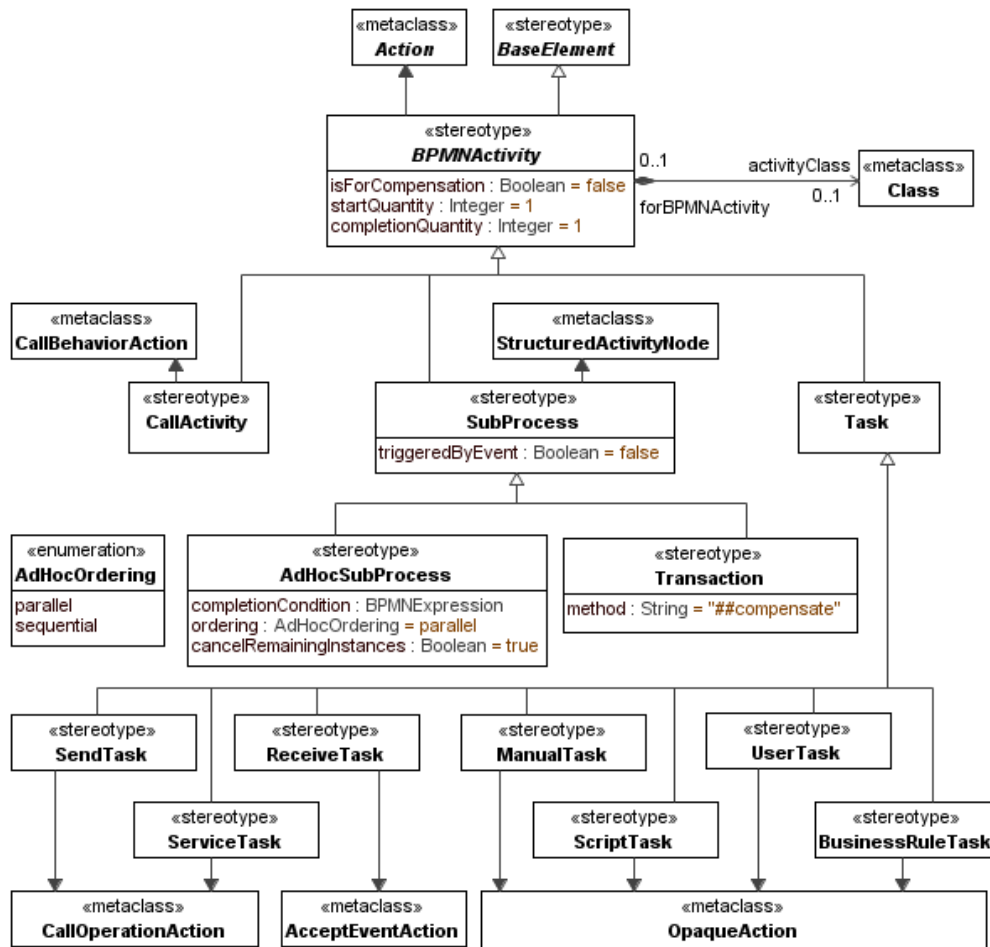 «metaclass»
Action
«stereotype»
BaseElement
«stereotype»
BPMNActivity
isForCompensation : Boolean = false
startQuantity : Integer = 1
completionQuantity : Integer = 1
0..1
forBPMNActivity
activityClass
0..1
«metaclass»
Class
«metaclass»
CallBehaviorAction
«metaclass»
StructuredActivityNode
«stereotype»
CallActivity
«stereotype»
SubProcess
triggeredByEvent : Boolean = false
«stereotype»
Task
«enumeration»
AdHocOrdering
parallel
sequential
«stereotype»
AdHocSubProcess
completionCondition : BPMNExpression
ordering : AdHocOrdering = parallel
cancelRemainingInstances : Boolean = true
«stereotype»
Transaction
method : String = "##compensate"
«stereotype»
SendTask
«stereotype»
ReceiveTask
«stereotype»
ManualTask
«stereotype»
UserTask
«stereotype»
ServiceTask
«stereotype»
ScriptTask
«stereotype»
BusinessRuleTask
«metaclass»
CallOperationAction
«metaclass»
AcceptEventAction
«metaclass»
OpaqueAction